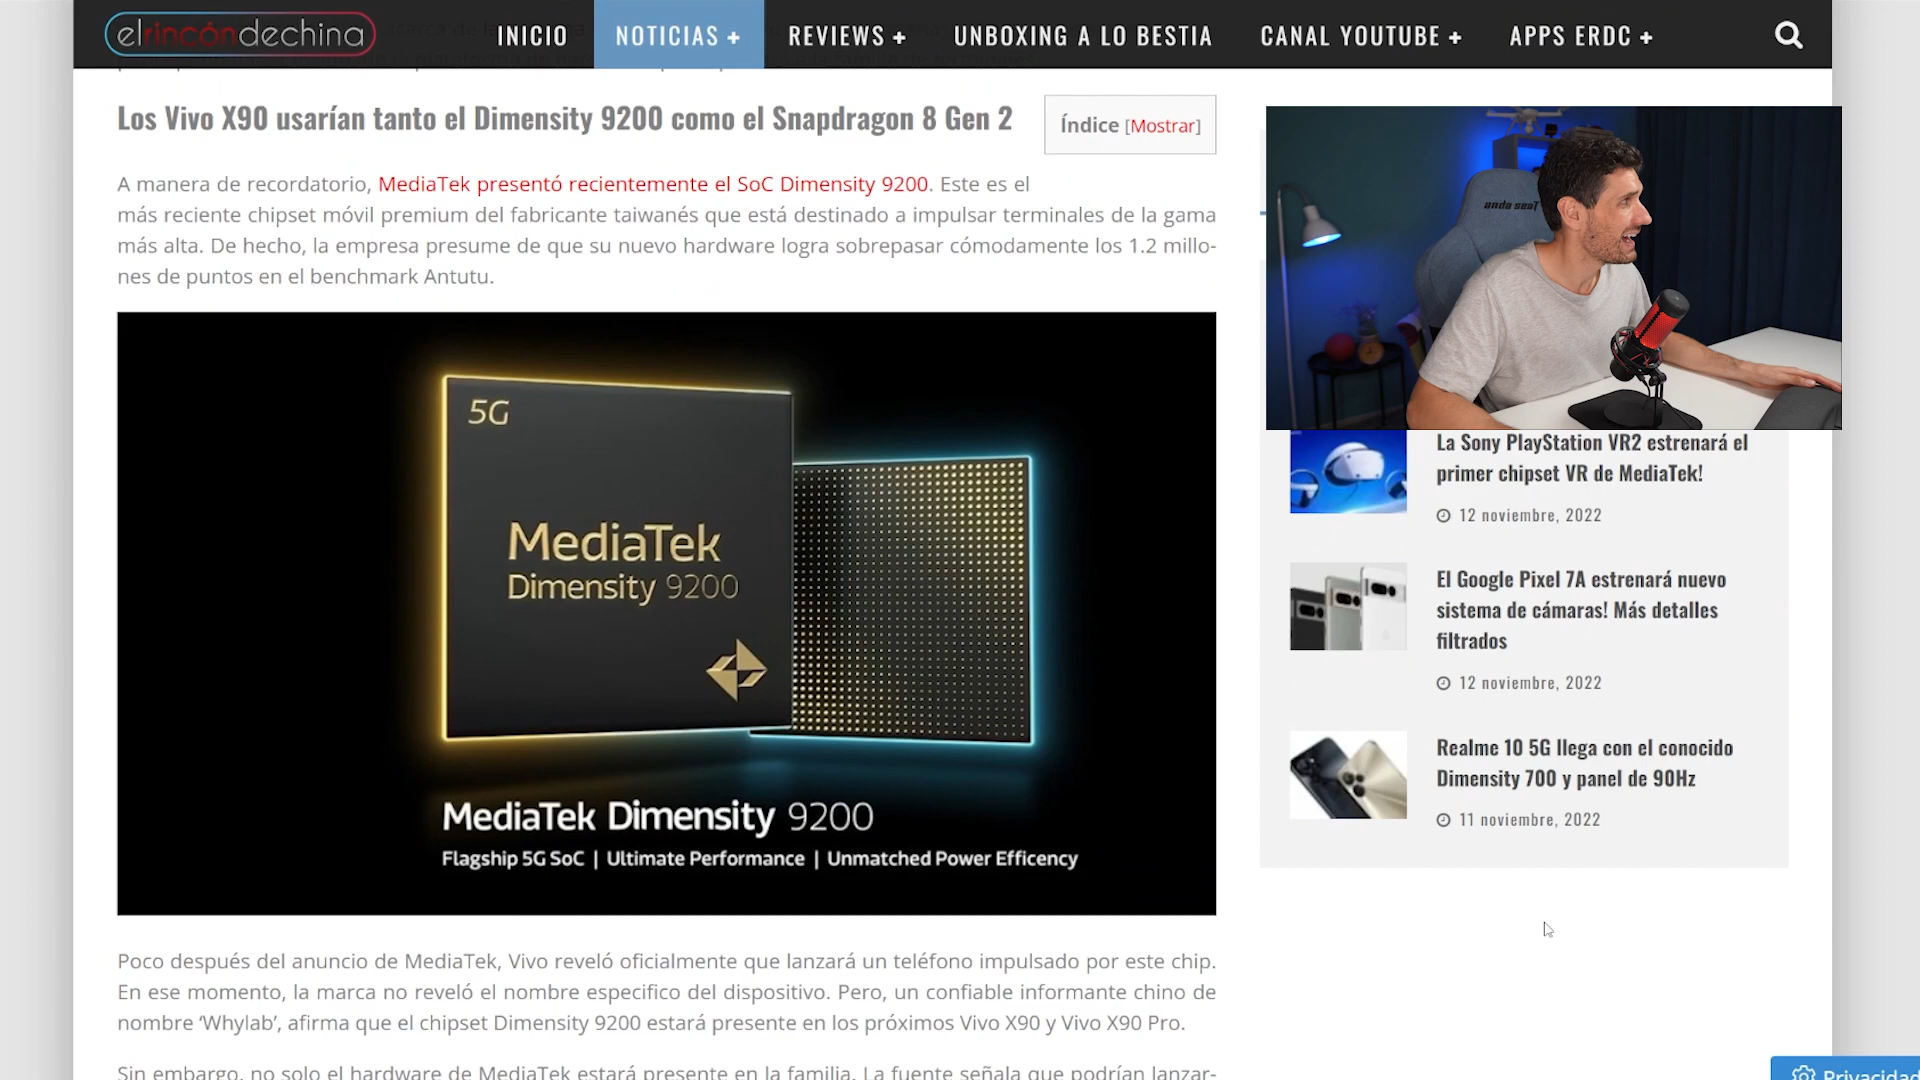 elrincóndechina
INICIO
NOTICIAS +
REVIEWS +
UNBOXING A LO BESTIA
CANAL YOUTUBE +
APPS ERDC +
Los Vivo X90 usarían tanto el Dimensity 9200 como el Snapdragon 8 Gen 2
Índice [Mostrar]
A manera de recordatorio, MediaTek presentó recientemente el SoC Dimensity 9200. Este es el
más reciente chipset móvil premium del fabricante taiwanés que está destinado a impulsar terminales de la gama
más alta. De hecho, la empresa presume de que su nuevo hardware logra sobrepasar cómodamente los 1.2 millo-
nes de puntos en el benchmark Antutu.
5G
MediaTek
Dimensity 9200
MediaTek Dimensity 9200
Flagship 5G SoC | Ultimate Performance | Unmatched Power Efficency
Poco después del anuncio de MediaTek, Vivo reveló oficialmente que lanzará un teléfono impulsado por este chip.
En ese momento, la marca no reveló el nombre especifico del dispositivo. Pero, un confiable informante chino de
nombre ‘Whylab’, afirma que el chipset Dimensity 9200 estará presente en los próximos Vivo X90 y Vivo X90 Pro.
Sin embargo, no solo el hardware de MediaTek estará presente en la familia. La fuente señala que podrían lanzar-
anda seaT
La Sony PlayStation VR2 estrenará el
primer chipset VR de MediaTek!
12 noviembre, 2022
El Google Pixel 7A estrenará nuevo
sistema de cámaras! Más detalles
filtrados
12 noviembre, 2022
Realme 10 5G llega con el conocido
Dimensity 700 y panel de 90Hz
11 noviembre, 2022
Privacidad